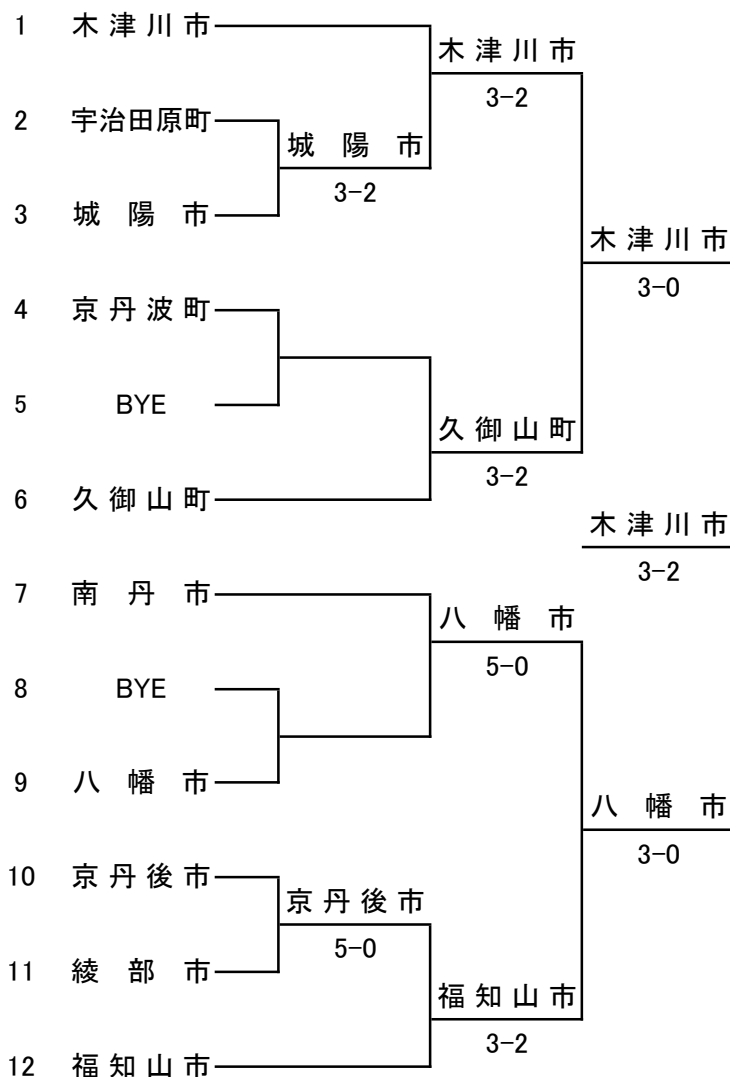 1 木津川市
木津川市
3-2
2 宇治田原町
城陽市
3-2
3 城陽市
木津川市
3-0
4 京丹波町
5 BYE
久御山町
3-2
6 久御山町
木津川市
3-2
7 南丹市
八幡市
5-0
8 BYE
9 八幡市
八幡市
3-0
10 京丹後市
京丹後市
5-0
11 綾部市
福知山市
3-2
12 福知山市